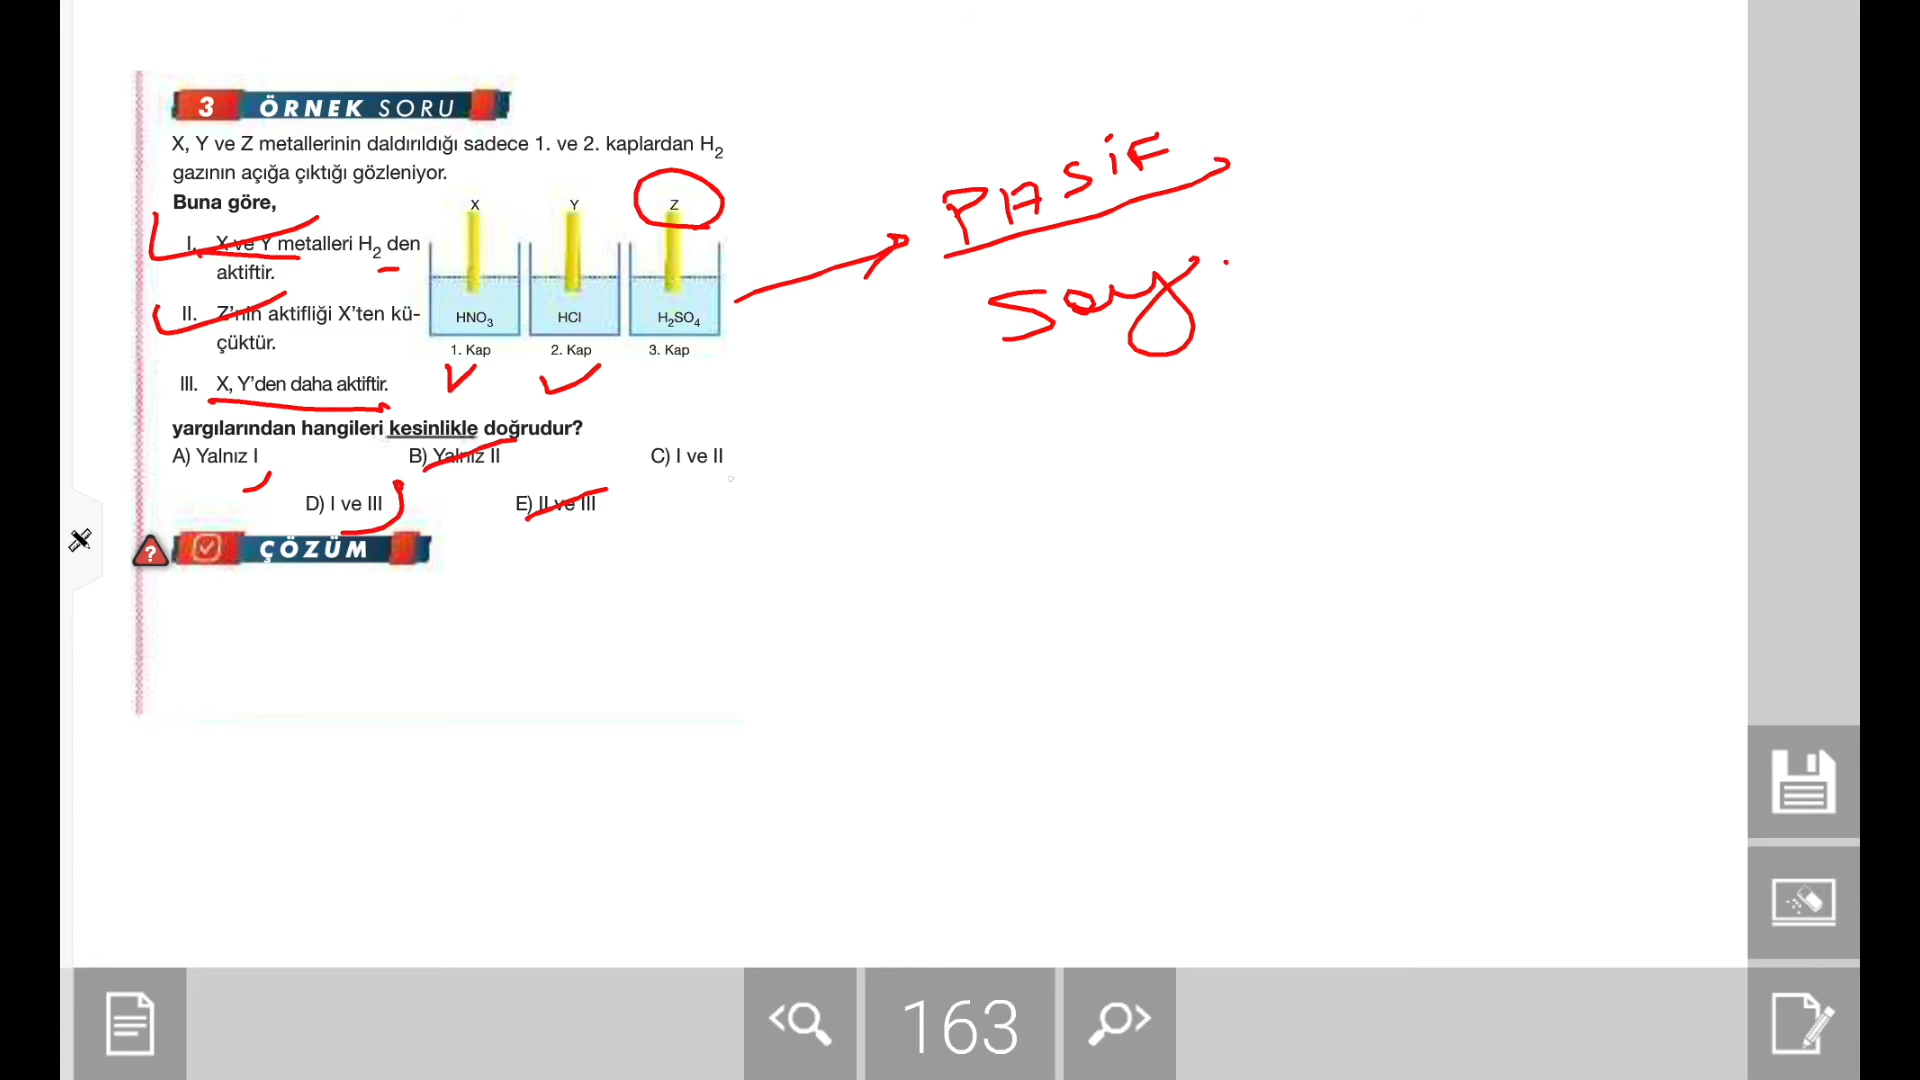 3 ÖRNEK SORU
X, Y ve Z metallerinin daldırıldığı sadece 1. ve 2. kaplardan H₂
gazının açığa çıktığı gözleniyor.
Buna göre,
I. X ve Y metalleri H₂ den
aktiftir.
II. Z'nin aktifliği X'ten kü-
çüktür.
III. X, Y'den daha aktiftir.
X Y Z
HNO₃ HCI H₂SO₄
1. Kap 2. Kap 3. Kap
yargılarından hangileri kesinlikle doğrudur?
A) Yalnız I B) Yalnız II C) I ve II
D) I ve III E) II ve III
? ÇÖZÜM
PASİF
Soy
163